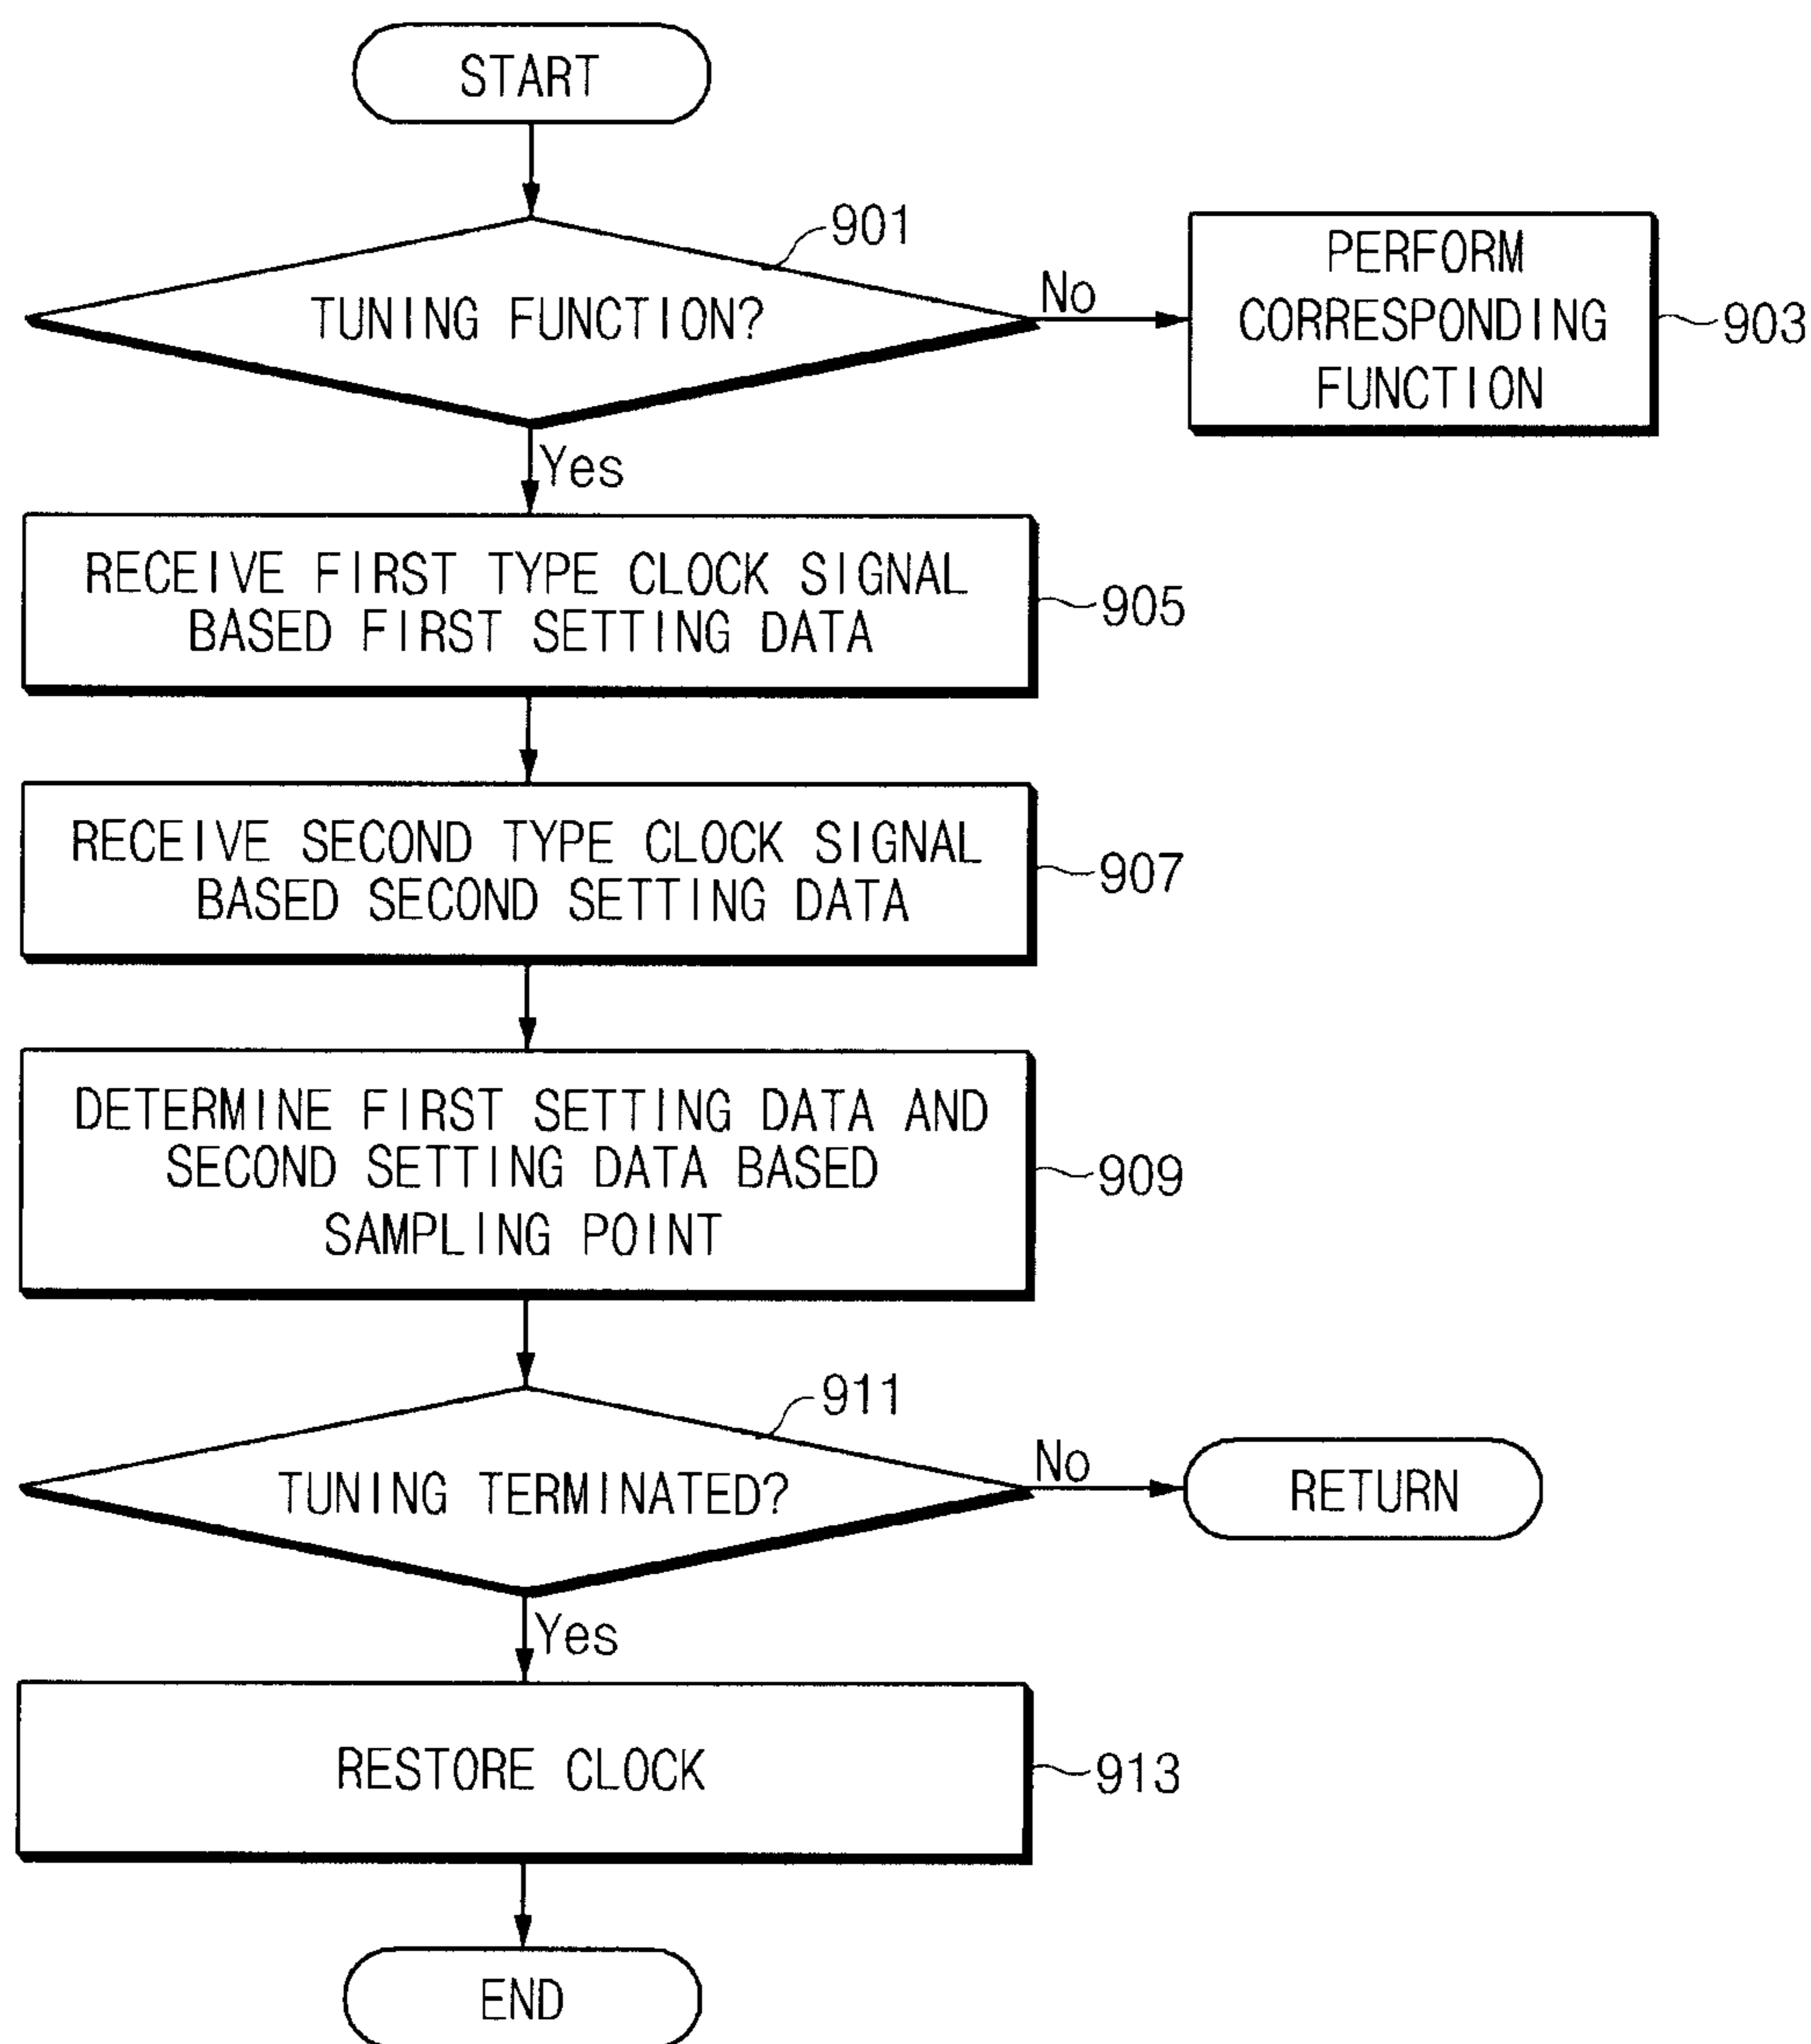 START
901
TUNING FUNCTION?
No
PERFORM
CORRESPONDING
FUNCTION
903
Yes
RECEIVE FIRST TYPE CLOCK SIGNAL
BASED FIRST SETTING DATA
905
RECEIVE SECOND TYPE CLOCK SIGNAL
BASED SECOND SETTING DATA
907
DETERMINE FIRST SETTING DATA AND
SECOND SETTING DATA BASED
SAMPLING POINT
909
911
TUNING TERMINATED?
No
RETURN
Yes
RESTORE CLOCK
913
END